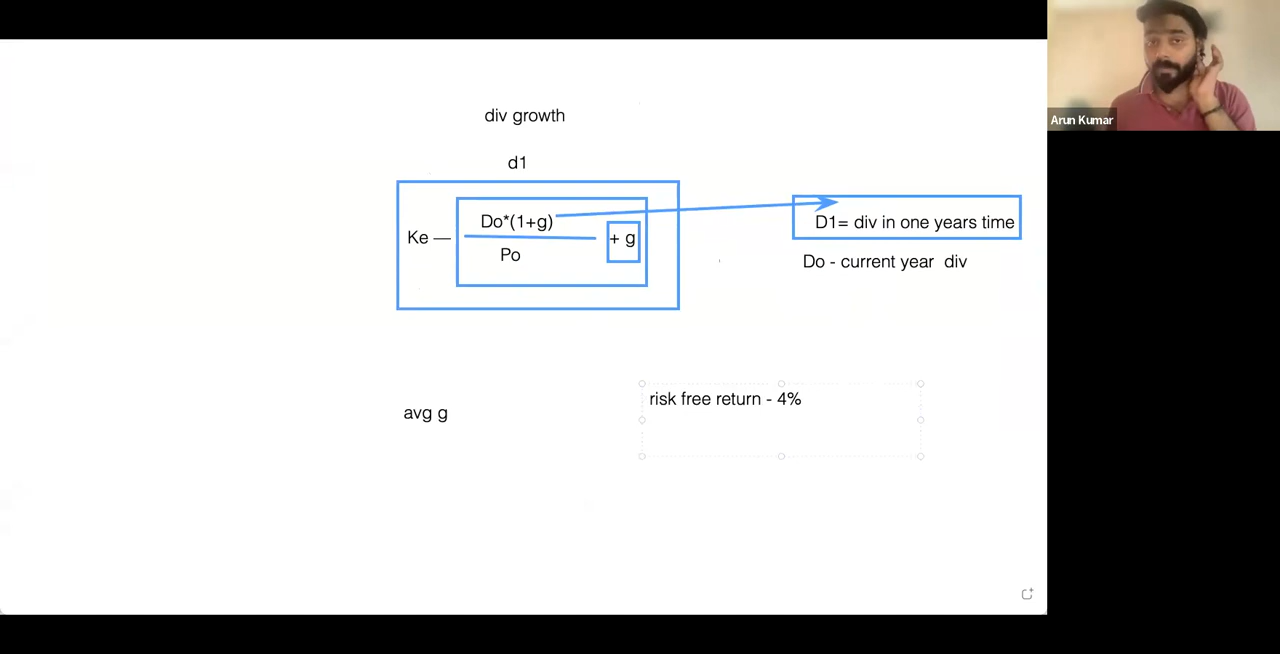 div growth
d1
Do*(1+g)
Ke —
+ g
Po
D1= div in one years time
Do - current year div
risk free return - 4%
avg g
Arun Kumar